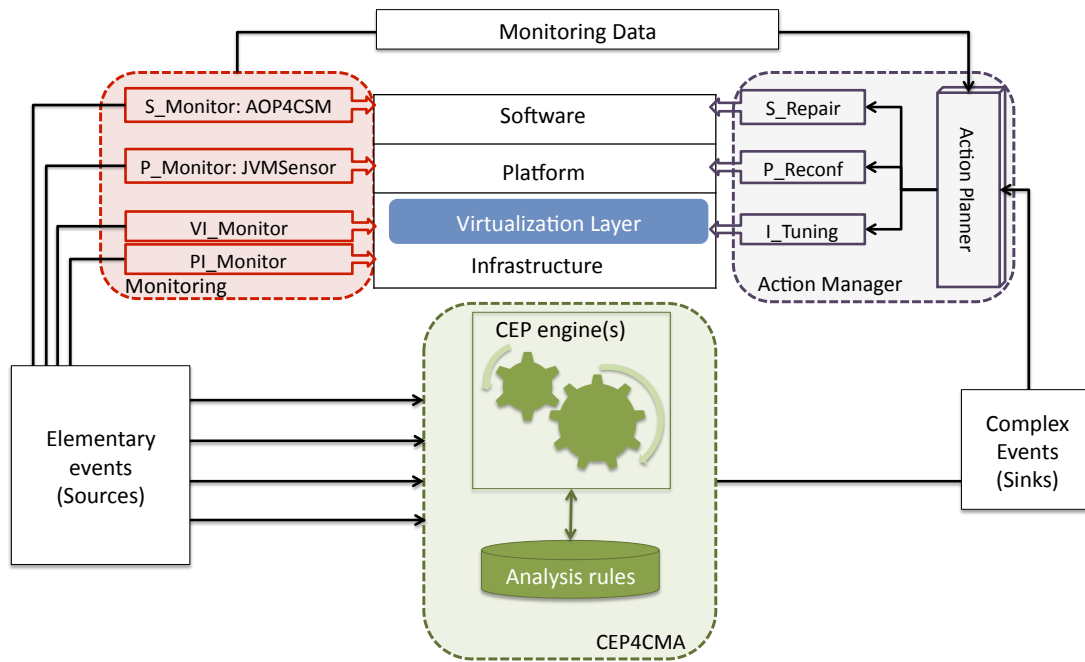 Monitoring Data
S_Monitor: AOP4CSM
P_Monitor: JVMSensor
VI_Monitor
PI_Monitor
Monitoring
Software
Platform
Virtualization Layer
Infrastructure
S_Repair
P_Reconf
I_Tuning
Action Manager
Action Planner
CEP engine(s)
Analysis rules
CEP4CMA
Elementary
events
(Sources)
Complex
Events
(Sinks)